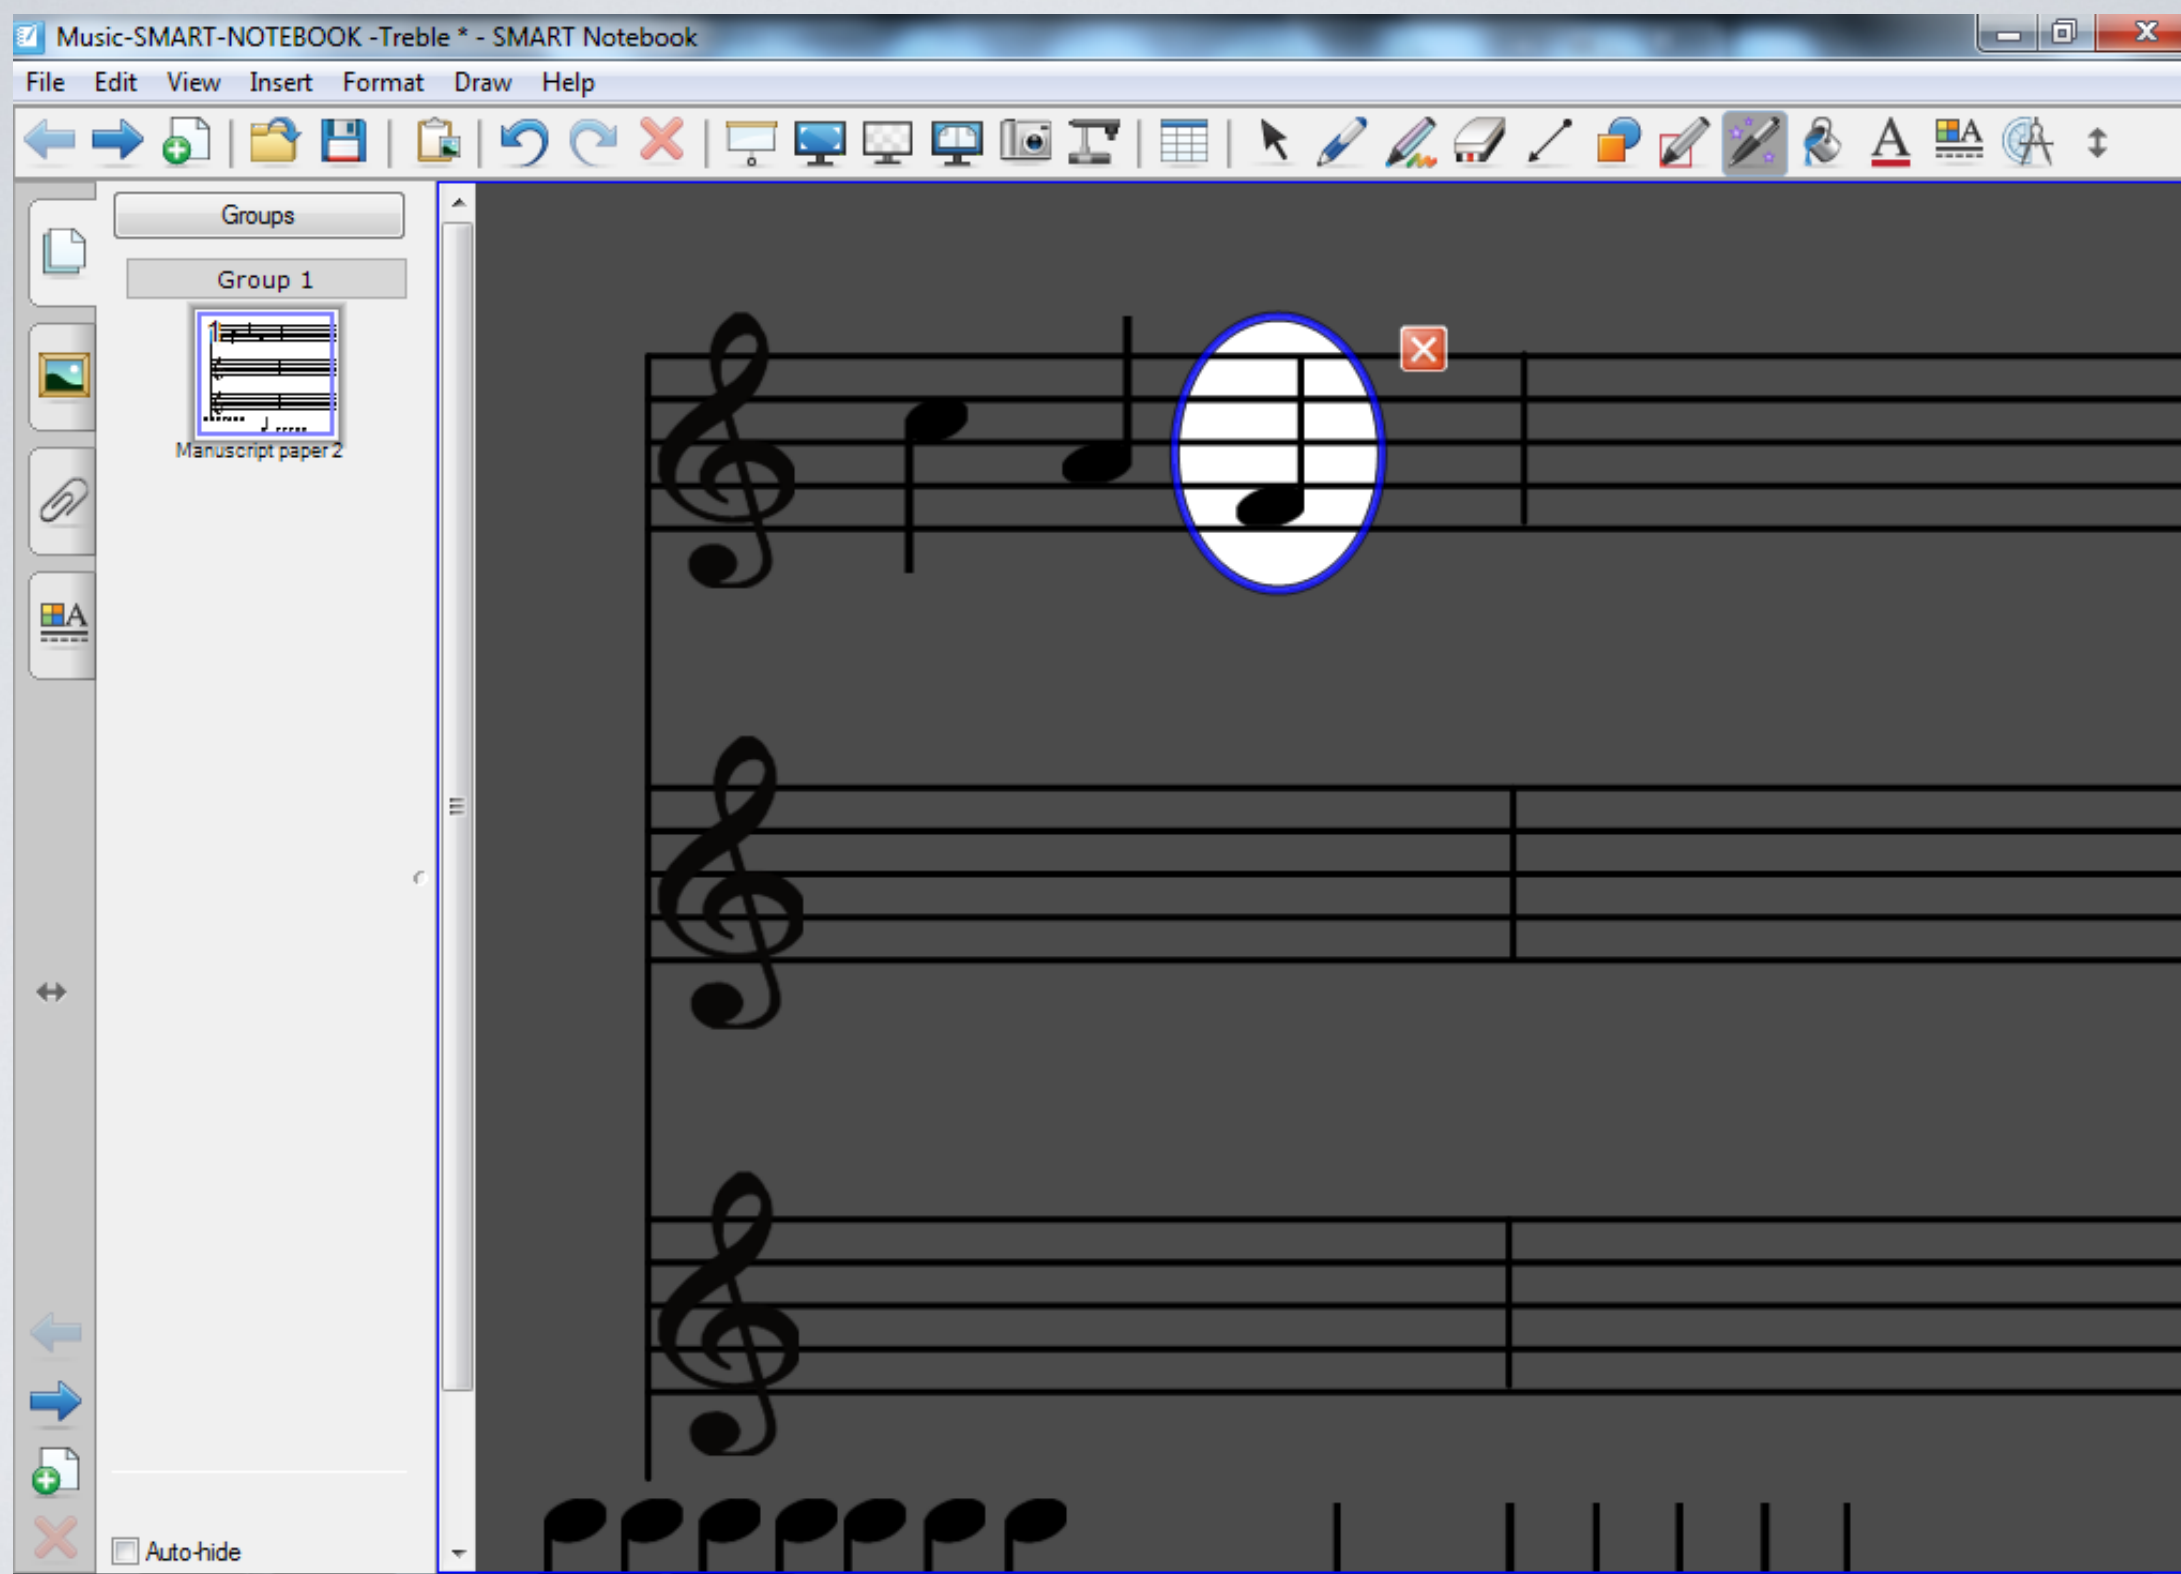 Music-SMART-NOTEBOOK -Treble * - SMART Notebook
File Edit View Insert Format Draw Help
Groups
Group 1
Manuscript paper 2
Auto-hide